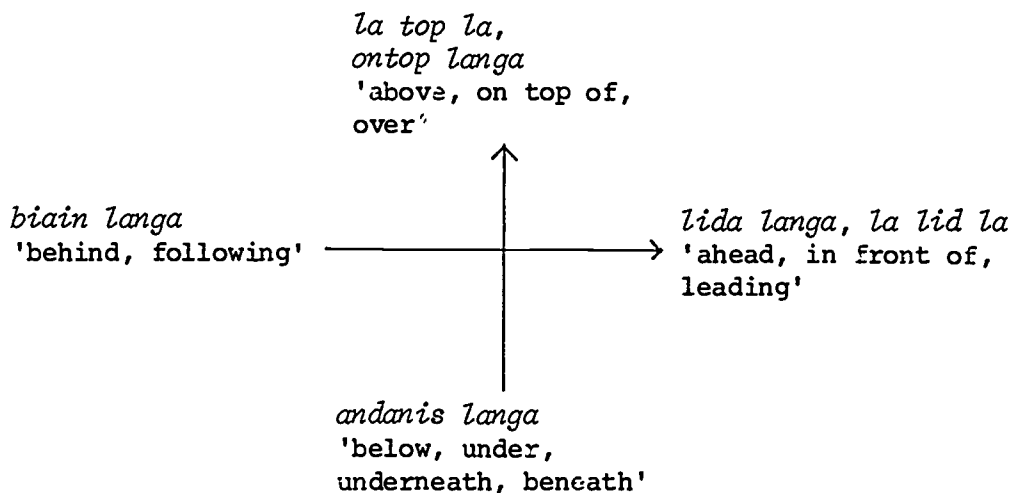 la top la,
ontop langa
'above, on top of,
over'
biain langa
'behind, following'
lida langa, la lid la
'ahead, in front of,
leading'
andanis langa
'below, under,
underneath, beneath'